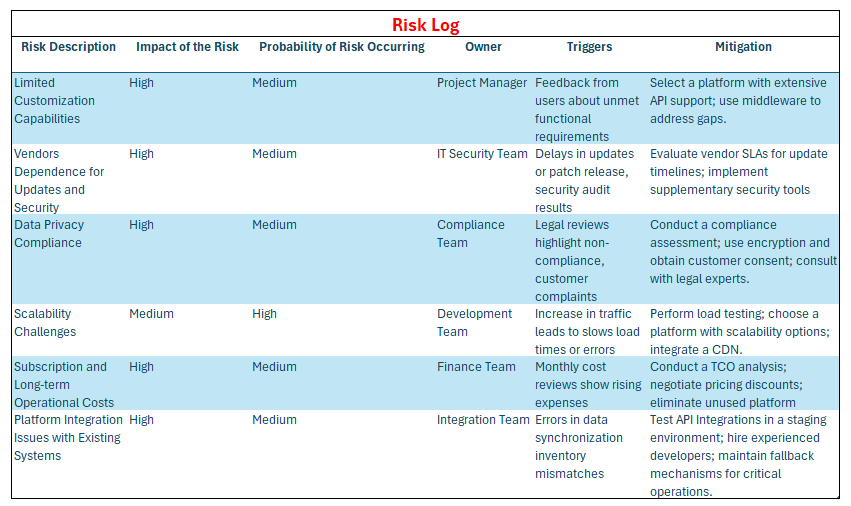 Risk Log
Risk Description Impact of the Risk Probability of Risk Occurring Owner Triggers Mitigation
Limited High Medium Project Manager Feedback from Select a platform with extensive
Customization users about unmet API support; use middleware to
Capabilities functional address gaps.
requirements
Vendors High Medium IT Security Team Delays in updates Evaluate vendor SLAs for update
Dependence for or patch release, timelines; implement
Updates and security audit supplementary security tools
Security results
Data Privacy High Medium Compliance Legal reviews Conduct a compliance
Compliance Team highlight non- assessment; use encryption and
compliance, obtain customer consent; consult
customer with legal experts.
complaints
Scalability Medium High Development Increase in traffic Perform load testing; choose a
Challenges Team leads to slows load platform with scalability options;
times or errors integrate a CDN.
Subscription and High Medium Finance Team Monthly cost Conduct a TCO analysis;
Long-term reviews show rising negotiate pricing discounts;
Operational Costs expenses eliminate unused platform
Platform Integration High Medium Integration Team Errors in data Test API Integrations in a staging
Issues with Existing synchronization environment; hire experienced
Systems inventory developers; maintain fallback
mismatches mechanisms for critical
operations.